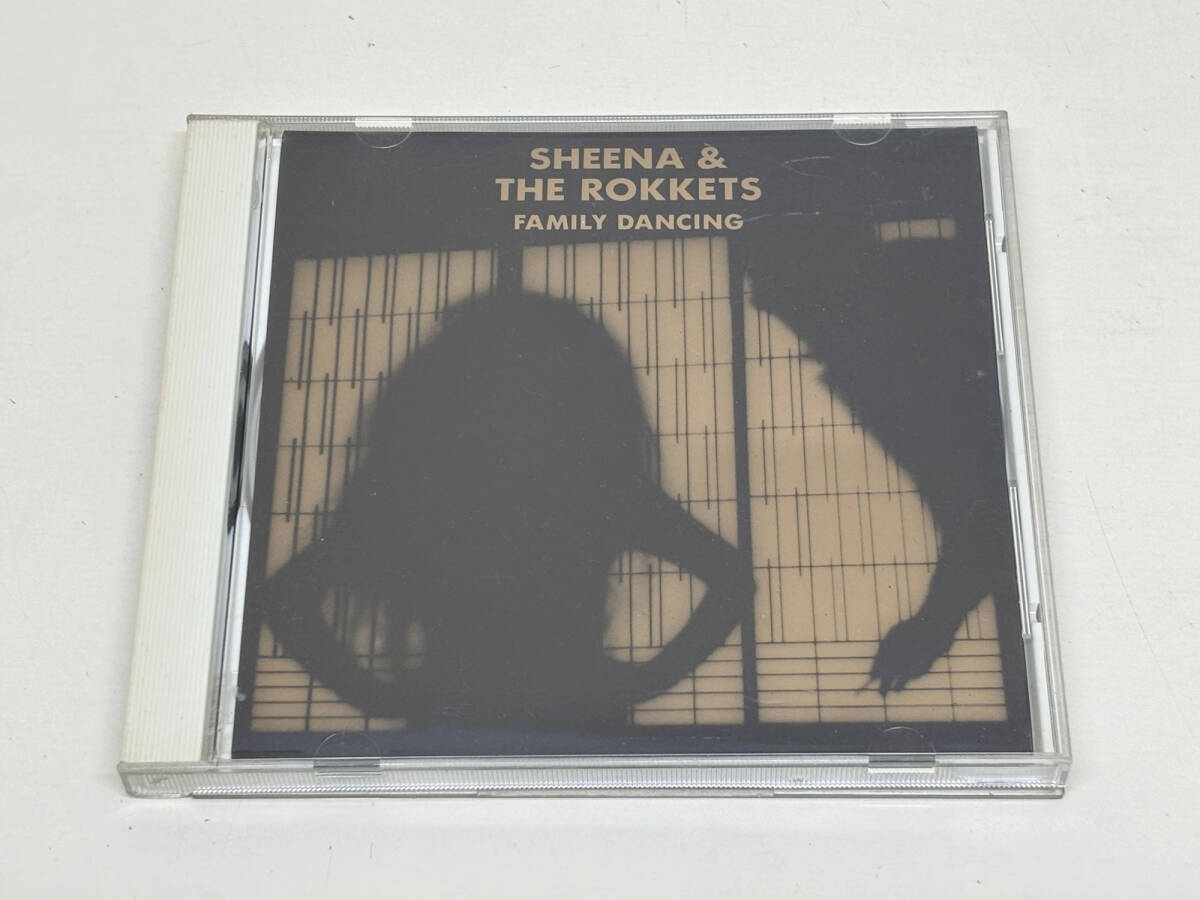 SHEENA &
THE ROKKETS
FAMILY DANCING